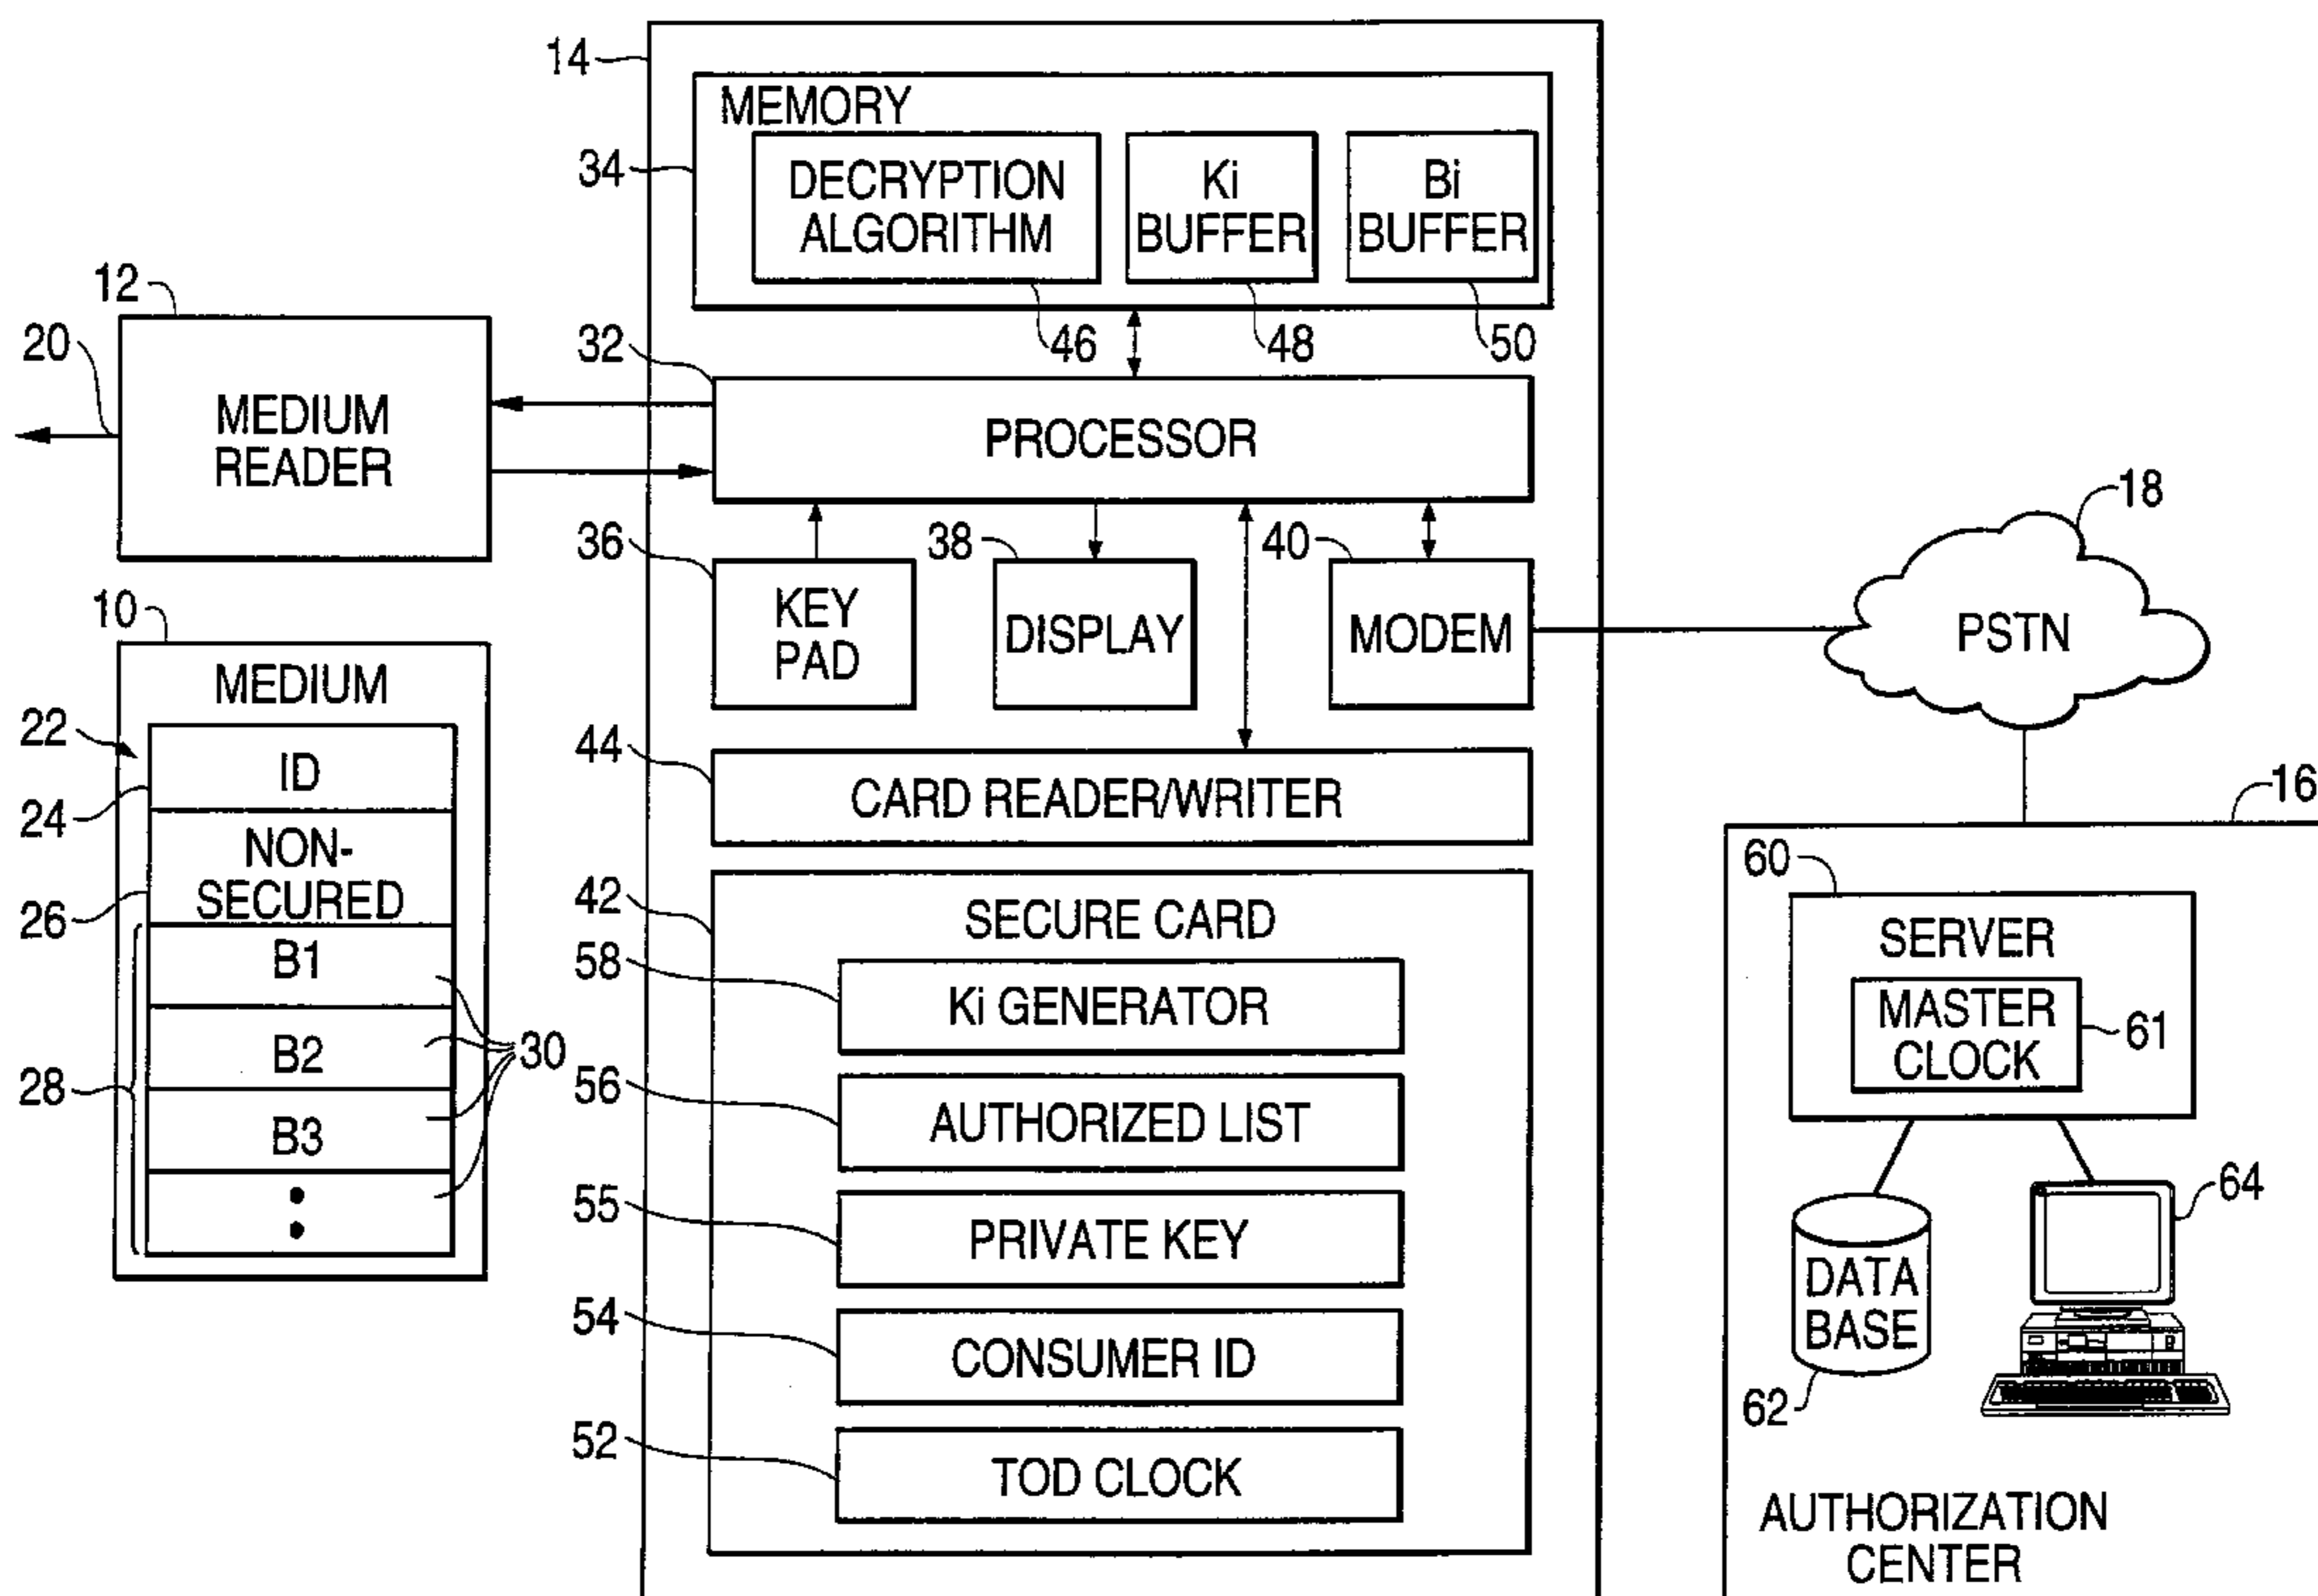 14
MEMORY
34
DECRYPTION
ALGORITHM
Ki
BUFFER
Bi
BUFFER
46
48
50
12
20
MEDIUM
READER
32
PROCESSOR
36
KEY
PAD
38
DISPLAY
40
MODEM
18
PSTN
10
MEDIUM
22
ID
24
NON-
SECURED
26
B1
B2
B3
28
30
44
CARD READER/WRITER
42
SECURE CARD
58
Ki GENERATOR
56
AUTHORIZED LIST
55
PRIVATE KEY
54
CONSUMER ID
52
TOD CLOCK
16
60
SERVER
MASTER
CLOCK
61
64
DATA
BASE
62
AUTHORIZATION
CENTER